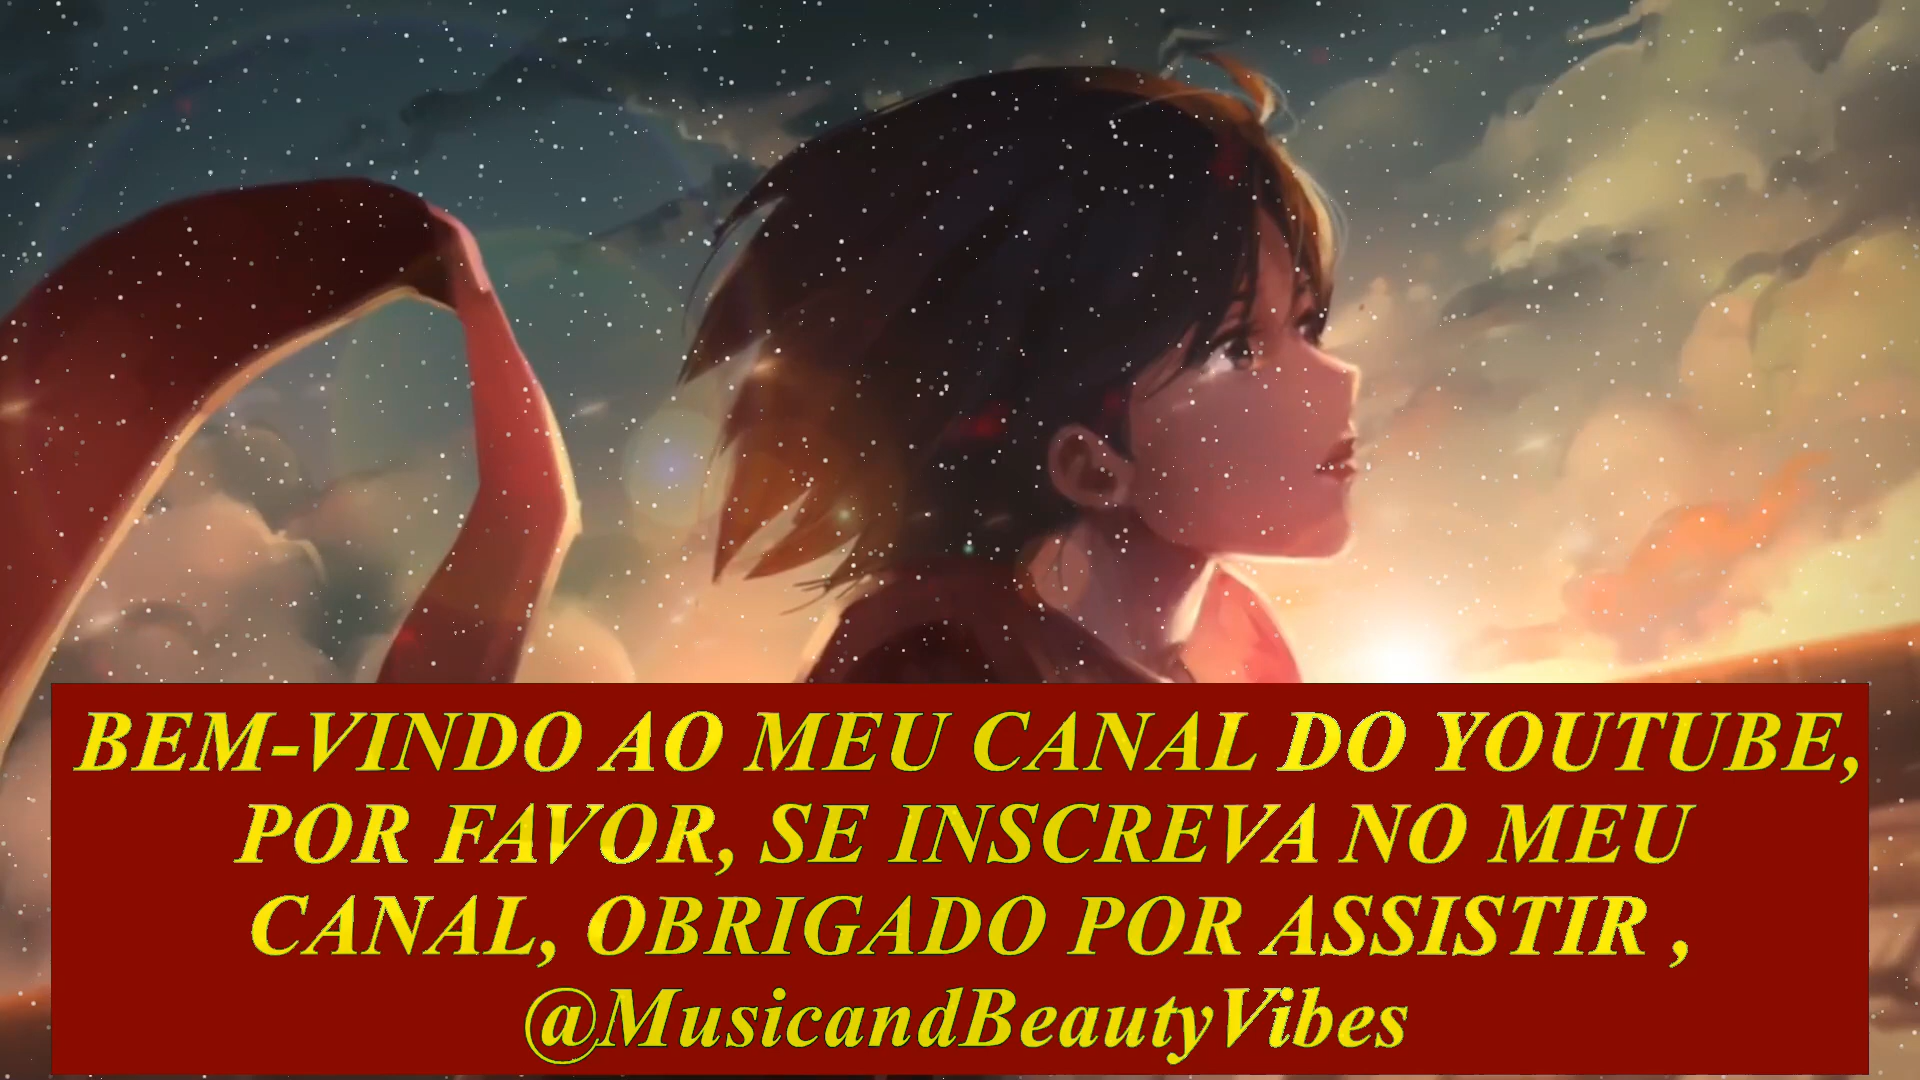 BEM-VINDO AO MEU CANAL DO YOUTUBE,
POR FAVOR, SE INSCREVA NO MEU
CANAL, OBRIGADO POR ASSISTIR ,
@MusicandBeautyVibes